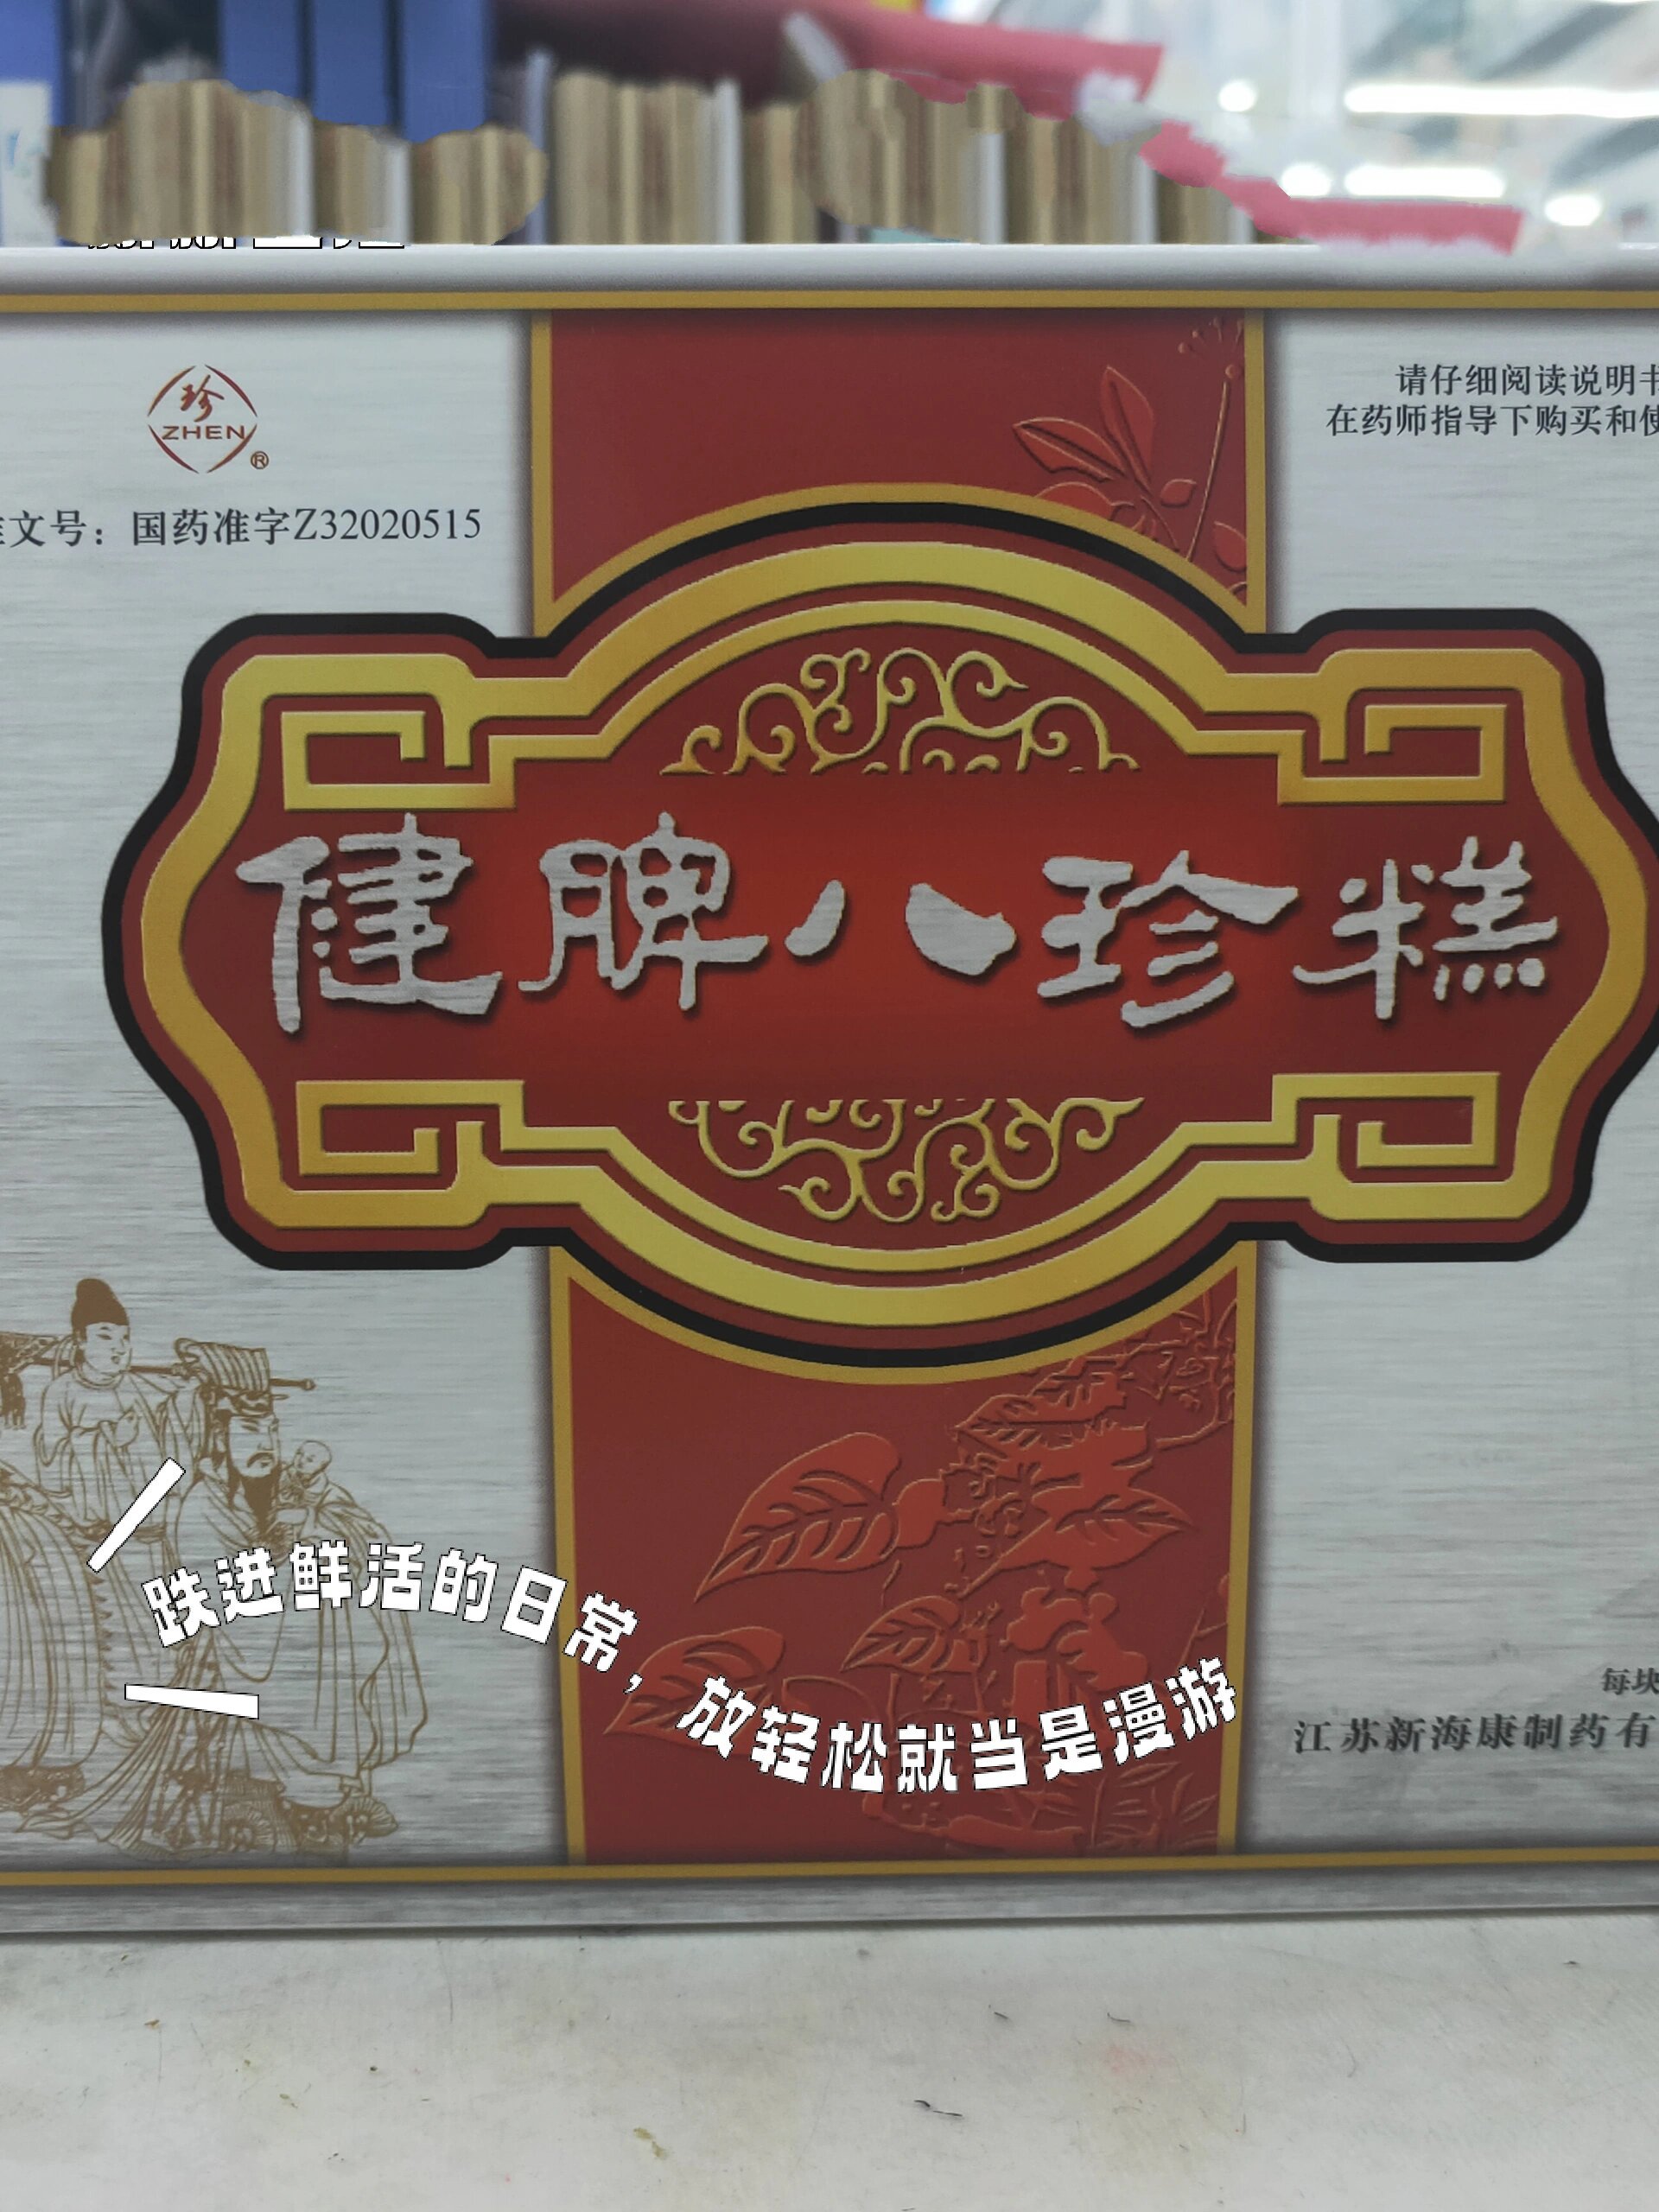 珍
ZHEN
®
请仔细阅读说明书
在药师指导下购买和使
准文号：国药准字Z32020515
健脾八珍糕
跌进鲜活的日常，放轻松就当是漫游
每块
江苏新海康制药有